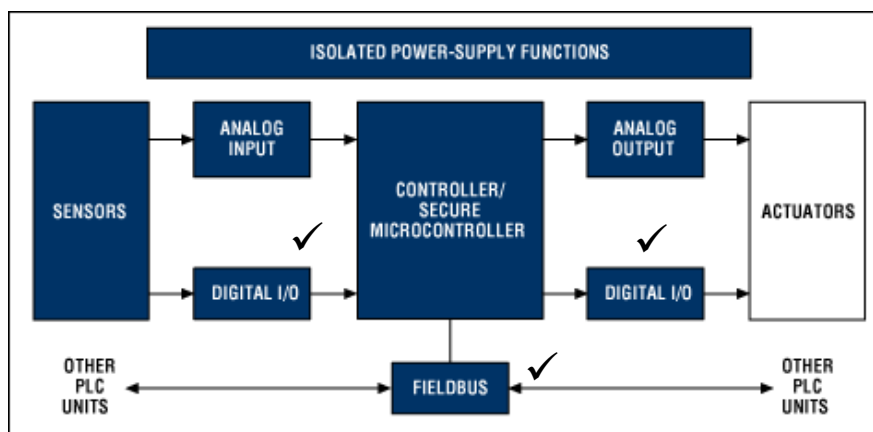 ISOLATED POWER-SUPPLY FUNCTIONS
SENSORS
ANALOG
INPUT
CONTROLLER/
SECURE
MICROCONTROLLER
ANALOG
OUTPUT
ACTUATORS
DIGITAL I/O
DIGITAL I/O
OTHER
PLC
UNITS
FIELDBUS
OTHER
PLC
UNITS